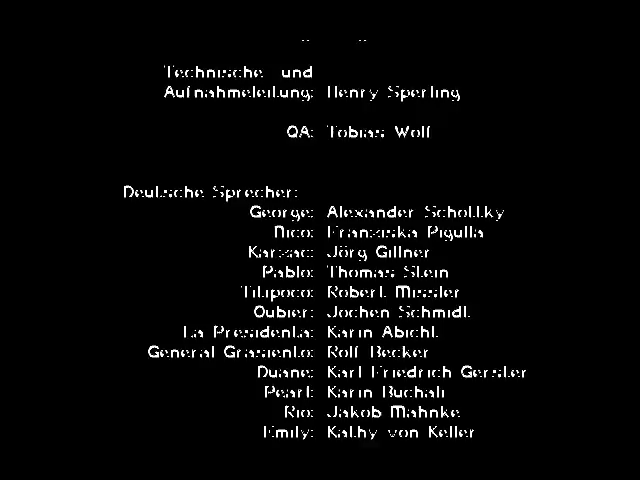 Technische und
Aufnahmeleitung: Henry Sperling
QA: Tobias Wolf
Deutsche Sprecher:
George: Alexander Schottky
Nico: Franziska Pigulla
Karzac: Jörg Gillner
Pablo: Thomas Stein
Titipoco: Robert Missler
Oubier: Jochen Schmidt
La Presidenta: Karin Abicht
General Grasiento: Rolf Becker
Duane: Karl Friedrich Gerster
Pearl: Karin Buchali
Rio: Jakob Mahnke
Emily: Kathy von Keller